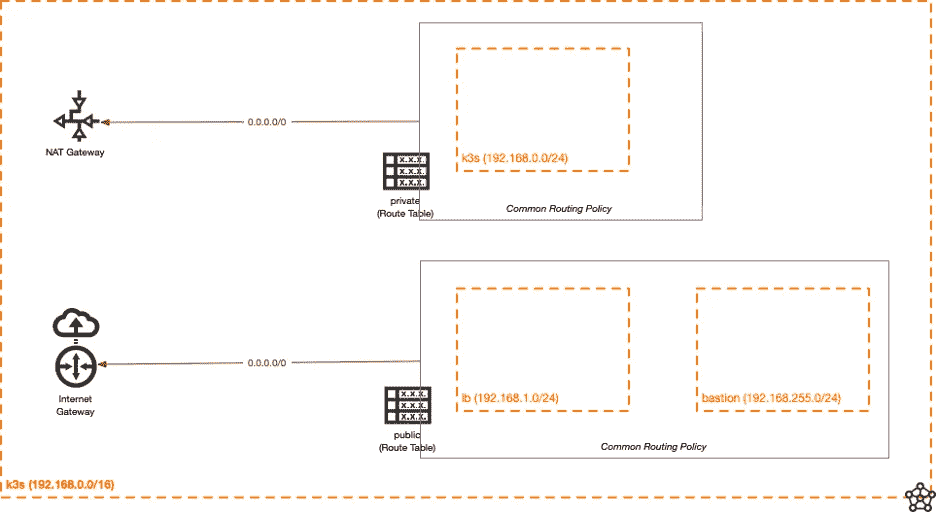 0.0.0.0/0
NAT Gateway
k3s (192.168.0.0/24)
x.x.x.
x.x.x.
x.x.x.
private
(Route Table)
Common Routing Policy
0.0.0.0/0
Internet
Gateway
lb (192.168.1.0/24)
bastion (192.168.255.0/24)
x.x.x.
x.x.x.
x.x.x.
public
(Route Table)
Common Routing Policy
k3s (192.168.0.0/16)